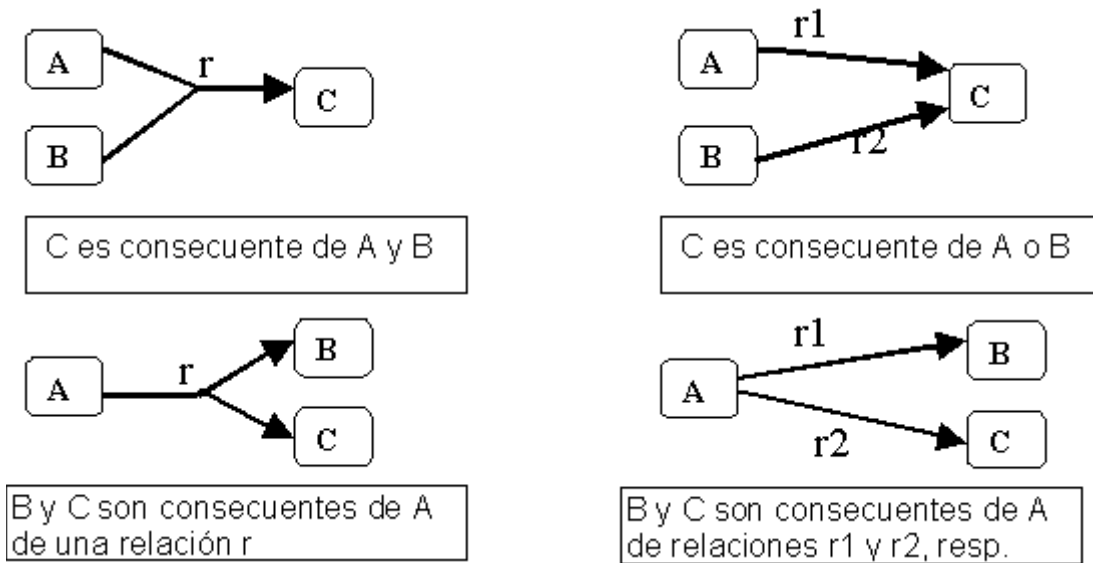 A
r
C
B
C es consecuente de A y B
r1
A
C
B
r2
C es consecuente de A o B
B
r
A
C
B y C son consecuentes de A
de una relación r
r1
B
A
r2
C
B y C son consecuentes de A
de relaciones r1 y r2, resp.